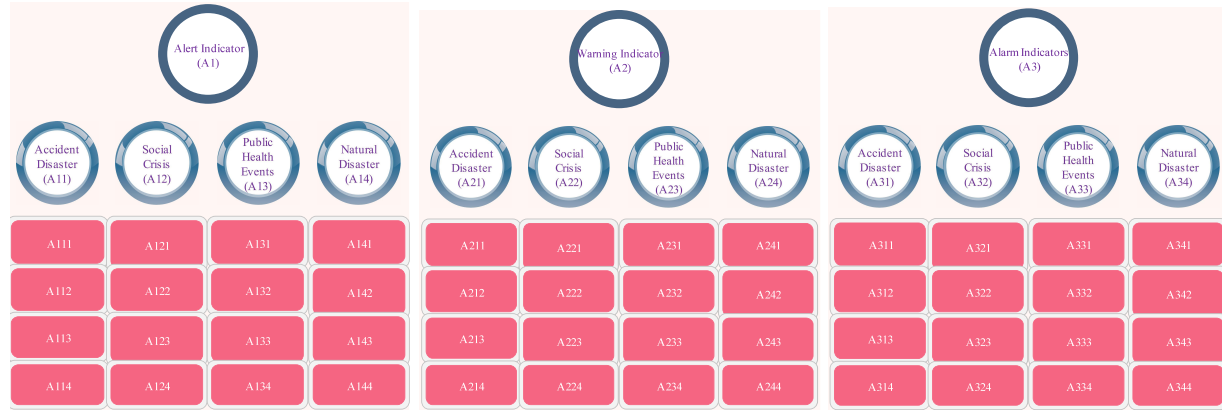 Alert Indicator
(A1)
Accident
Disaster
(A11)
Social
Crisis
(A12)
Public
Health
Events
(A13)
Natural
Disaster
(A14)
A111
A121
A131
A141
A112
A122
A132
A142
A113
A123
A133
A143
A114
A124
A134
A144
Warning Indicator
(A2)
Accident
Disaster
(A21)
Social
Crisis
(A22)
Public
Health
Events
(A23)
Natural
Disaster
(A24)
A211
A221
A231
A241
A212
A222
A232
A242
A213
A223
A233
A243
A214
A224
A234
A244
Alarm Indicators
(A3)
Accident
Disaster
(A31)
Social
Crisis
(A32)
Public
Health
Events
(A33)
Natural
Disaster
(A34)
A311
A321
A331
A341
A312
A322
A332
A342
A313
A323
A333
A343
A314
A324
A334
A344